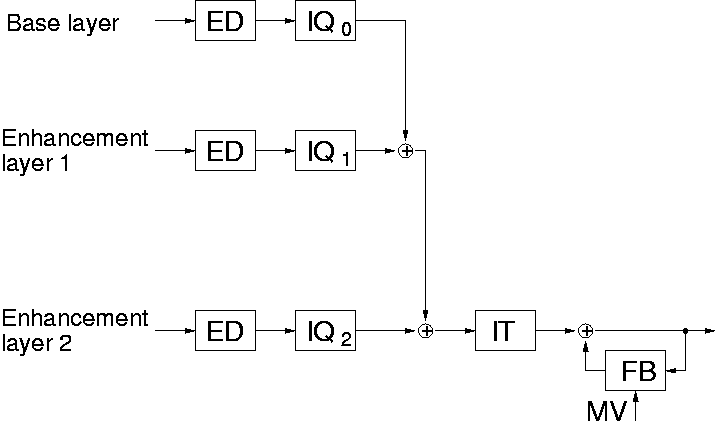 Base layer
ED
IQ 0
Enhancement
layer 1
ED
IQ 1
Enhancement
layer 2
ED
IQ 2
IT
FB
MV